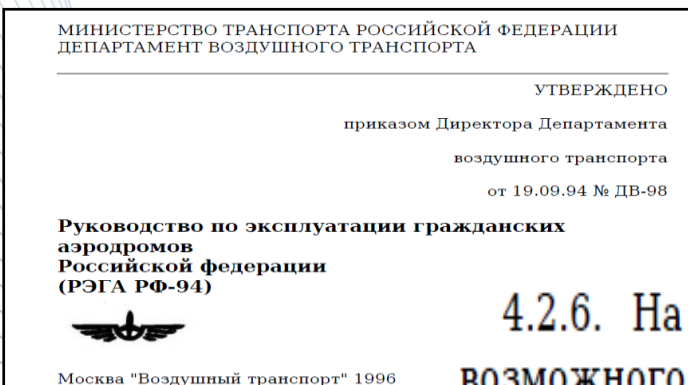 МИНИСТЕРСТВО ТРАНСПОРТА РОССИЙСКОЙ ФЕДЕРАЦИИ
ДЕПАРТАМЕНТ ВОЗДУШНОГО ТРАНСПОРТА
УТВЕРЖДЕНО
приказом Директора Департамента
воздушного транспорта
от 19.09.94 № ДВ-98
Руководство по эксплуатации гражданских
аэродромов
Российской федерации
(РЭГА РФ-94)
4.2.6. На
возможного
Москва "Воздушный транспорт" 1996